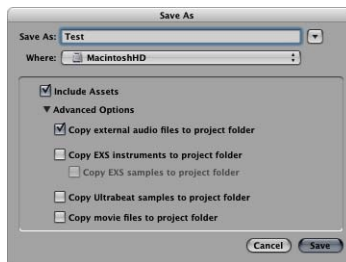 Save As
Save As: Test
Where: MacintoshHD
Include Assets
Advanced Options
Copy external audio files to project folder
Copy EXS instruments to project folder
Copy EXS samples to project folder
Copy Ultrabeat samples to project folder
Copy movie files to project folder
Cancel Save